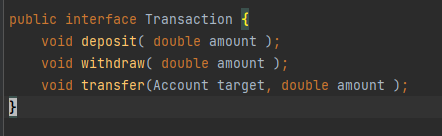 public interface Transaction {
    void deposit( double amount );
    void withdraw( double amount );
    void transfer(Account target, double amount );
}